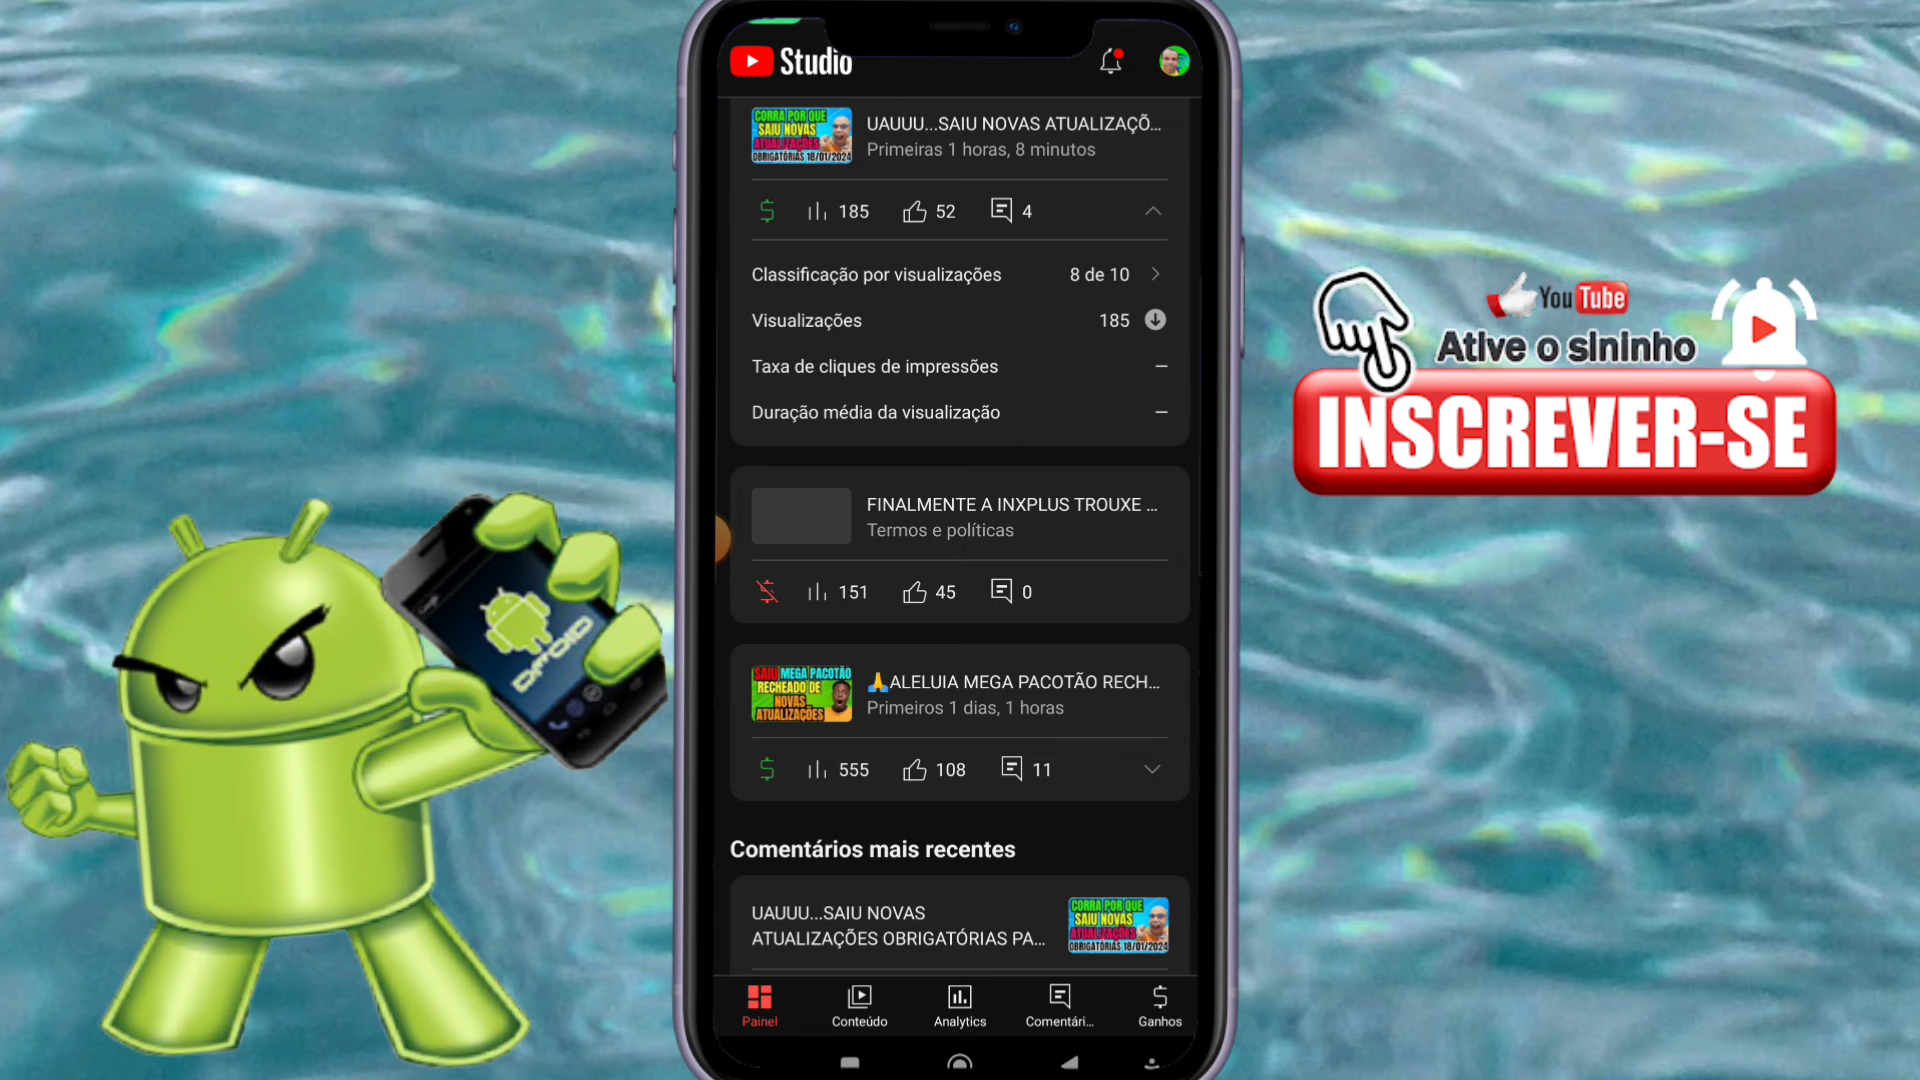 Studio
CORRA POR QUE
SAIU NOVAS
ATUALIZAÇÕES
OBRIGATÓRIAS 18/01/2024
UAUUU...SAIU NOVAS ATUALIZAÇÕ...
Primeiras 1 horas, 8 minutos
185
52
4
Classificação por visualizações
8 de 10
Visualizações
185
Taxa de cliques de impressões
–
Duração média da visualização
–
FINALMENTE A INXPLUS TROUXE ...
Termos e políticas
151
45
0
SAIU MEGA PACOTÃO
RECHEADO DE
NOVAS
ATUALIZAÇÕES
🙏ALELUIA MEGA PACOTÃO RECH...
Primeiros 1 dias, 1 horas
555
108
11
Comentários mais recentes
UAUUU...SAIU NOVAS
ATUALIZAÇÕES OBRIGATÓRIAS PA...
CORRA POR QUE
SAIU NOVAS
ATUALIZAÇÕES
OBRIGATÓRIAS 18/01/2024
Painel
Conteúdo
Analytics
Comentári...
Ganhos
YouTube
Ative o sininho
INSCREVER-SE
DROID